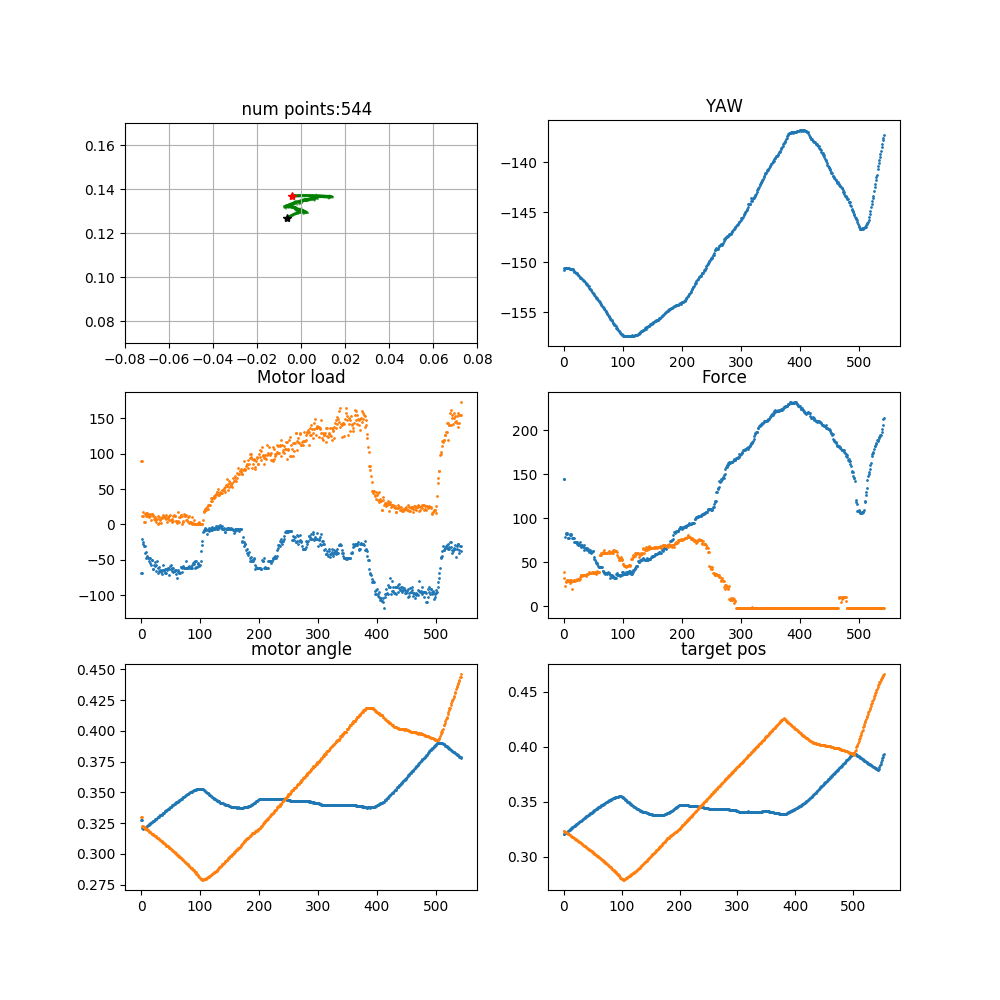 num points:544
0.16
0.14
0.12
0.10
0.08
−0.08 −0.06 −0.04 −0.02 0.00 0.02 0.04 0.06 0.08
YAW
−140
−145
−150
−155
0 100 200 300 400 500
Motor load
150
100
50
0
−50
−100
0 100 200 300 400 500
Force
200
150
100
50
0
0 100 200 300 400 500
motor angle
0.450
0.425
0.400
0.375
0.350
0.325
0.300
0.275
0 100 200 300 400 500
target pos
0.45
0.40
0.35
0.30
0 100 200 300 400 500